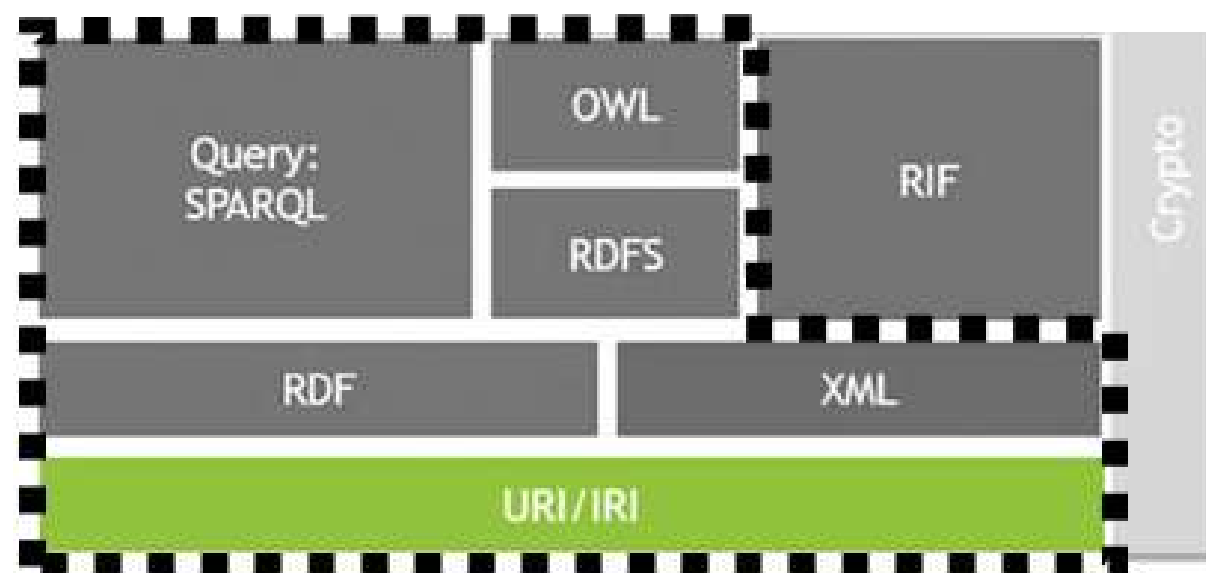 Query:
SPARQL
OWL
RDFS
RIF
Crypto
RDF
XML
URI/IRI